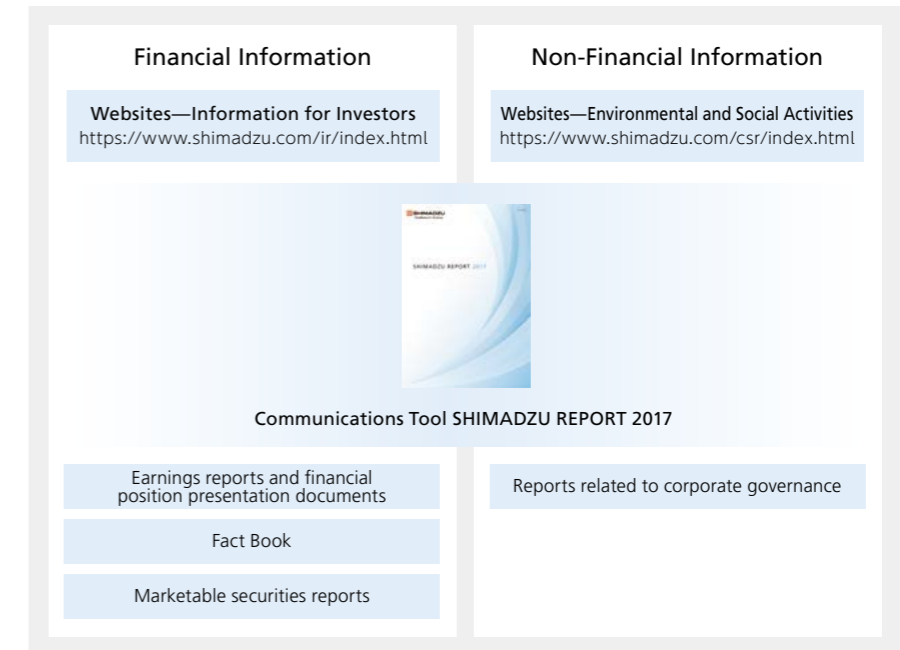 Financial Information
Websites—Information for Investors
https://www.shimadzu.com/ir/index.html
Non-Financial Information
Websites—Environmental and Social Activities
https://www.shimadzu.com/csr/index.html
SHIMADZU
SHIMADZU REPORT 2017
Communications Tool SHIMADZU REPORT 2017
Earnings reports and financial
position presentation documents
Fact Book
Marketable securities reports
Reports related to corporate governance